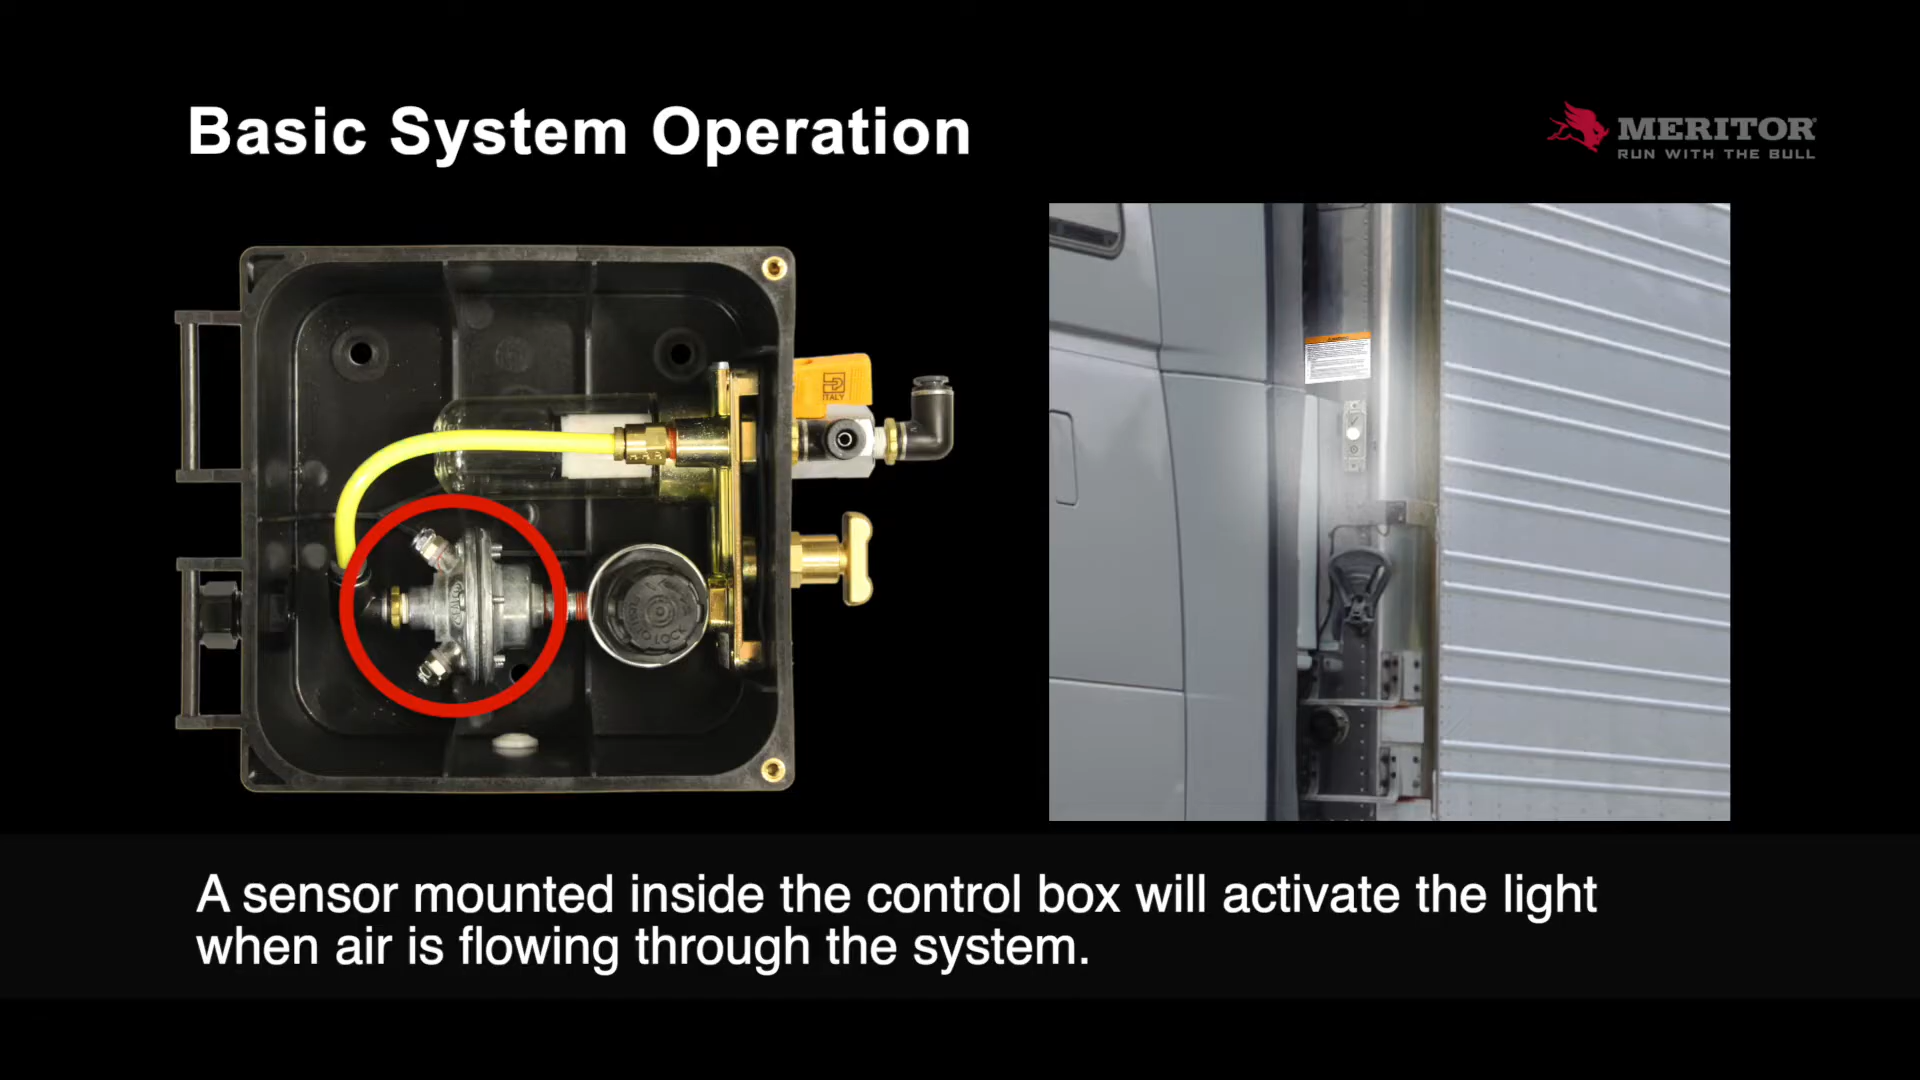 Basic System Operation
MERITOR
RUN WITH THE BULL
ITALY
A sensor mounted inside the control box will activate the light
when air is flowing through the system.